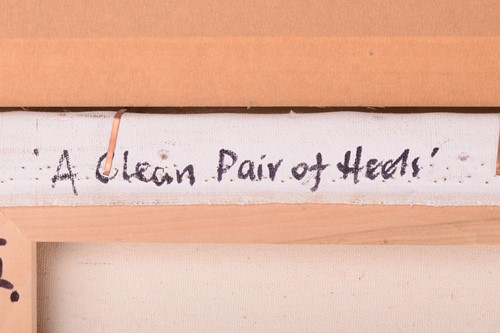 'A Clean Pair of Heels'